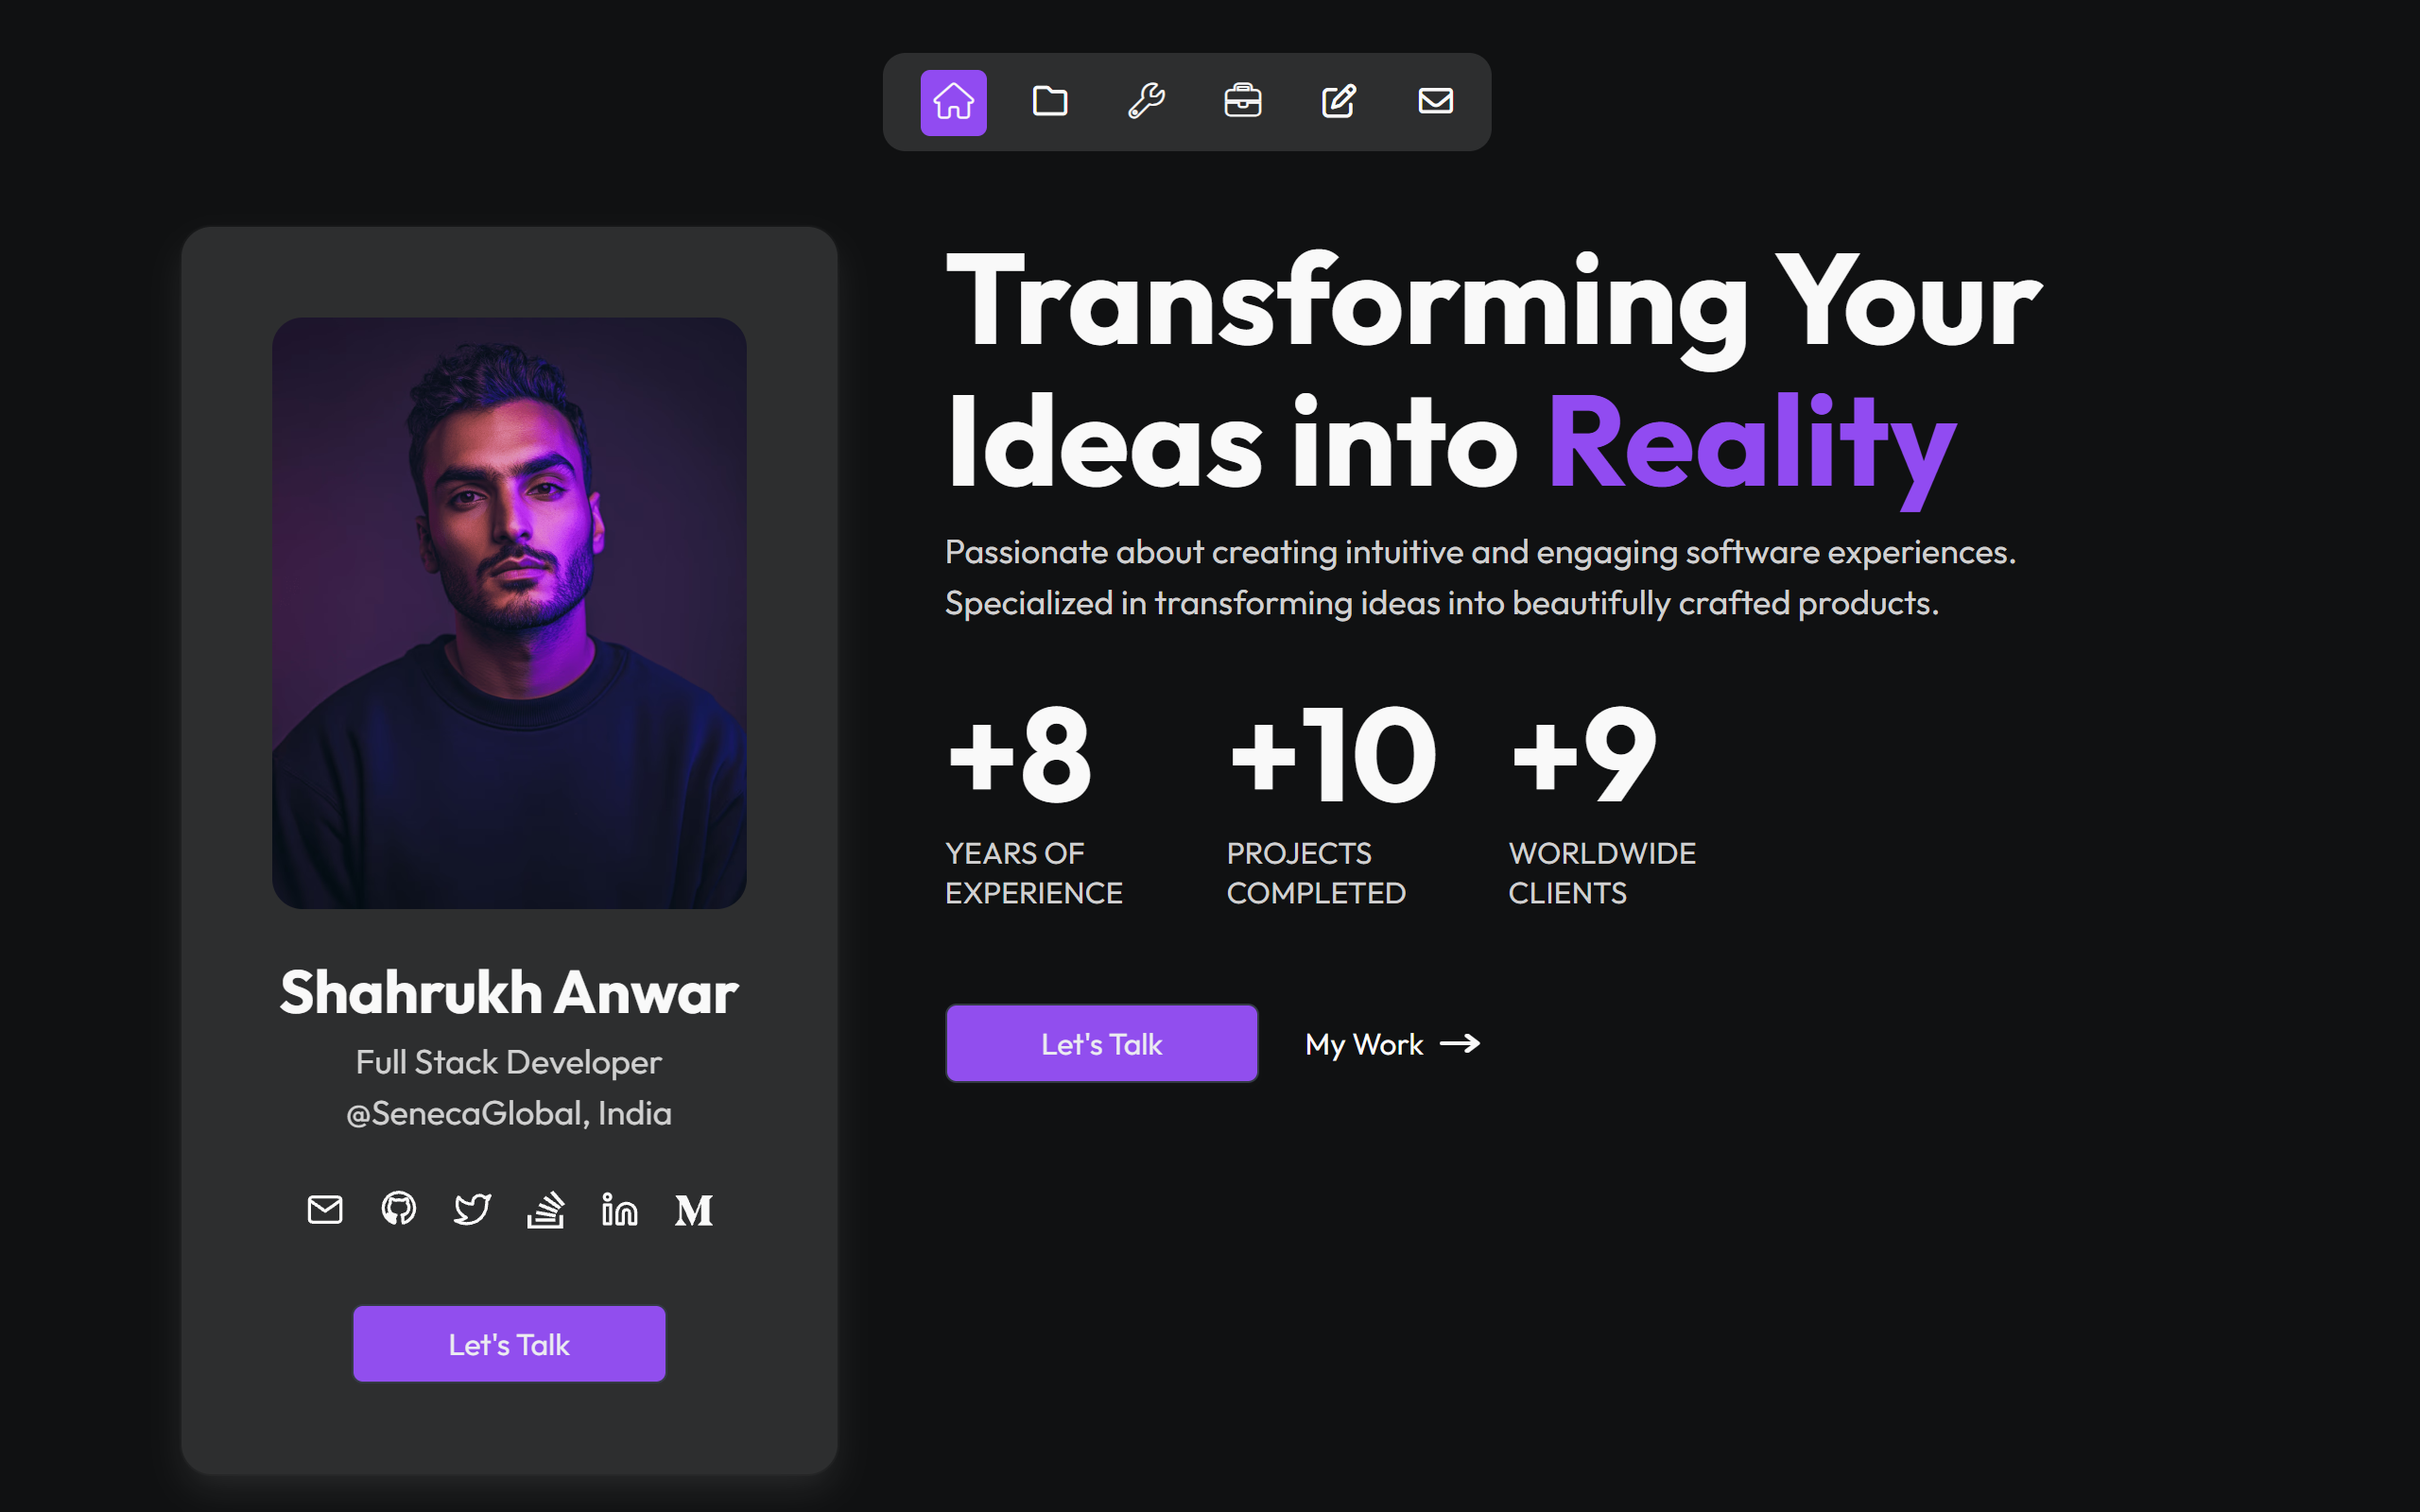 Transforming Your
Ideas into Reality
Passionate about creating intuitive and engaging software experiences.
Specialized in transforming ideas into beautifully crafted products.
+8
YEARS OF
EXPERIENCE
+10
PROJECTS
COMPLETED
+9
WORLDWIDE
CLIENTS
Let's Talk
My Work
Shahrukh Anwar
Full Stack Developer
@SenecaGlobal, India
Let's Talk